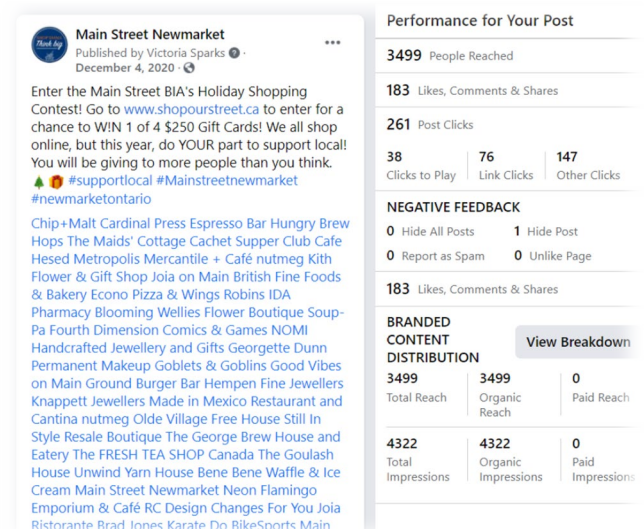 Main Street Newmarket
Published by Victoria Sparks
December 4, 2020
Enter the Main Street BIA's Holiday Shopping
Contest! Go to www.shopourstreet.ca to enter for a
chance to W!N 1 of 4 $250 Gift Cards! We all shop
online, but this year, do YOUR part to support local!
You will be giving to more people than you think.
#supportlocal #Mainstreetnewmarket
#newmarketontario
Chip+Malt Cardinal Press Espresso Bar Hungry Brew
Hops The Maids' Cottage Cachet Supper Club Cafe
Hesed Metropolis Mercantile + Café nutmeg Kith
Flower & Gift Shop Joia on Main British Fine Foods
& Bakery Econo Pizza & Wings Robins IDA
Pharmacy Blooming Wellies Flower Boutique Soup-
Pa Fourth Dimension Comics & Games NOMI
Handcrafted Jewellery and Gifts Georgette Dunn
Permanent Makeup Goblets & Goblins Good Vibes
on Main Ground Burger Bar Hempen Fine Jewellers
Knappett Jewellers Made in Mexico Restaurant and
Cantina nutmeg Olde Village Free House Still In
Style Resale Boutique The George Brew House and
Eatery The FRESH TEA SHOP Canada The Goulash
House Unwind Yarn House Bene Bene Waffle & Ice
Cream Main Street Newmarket Neon Flamingo
Emporium & Café RC Design Changes For You Joia
Ristorante Brad Jones Karate Do BikeSports Main
Performance for Your Post
3499 People Reached
183 Likes, Comments & Shares
261 Post Clicks
38 76 147
Clicks to Play Link Clicks Other Clicks
NEGATIVE FEEDBACK
0 Hide All Posts 1 Hide Post
0 Report as Spam 0 Unlike Page
183 Likes, Comments & Shares
BRANDED
CONTENT
DISTRIBUTION
View Breakdown
3499 3499 0
Total Reach Organic Reach Paid Reach
4322 4322 0
Total Impressions Organic Impressions Paid Impressions